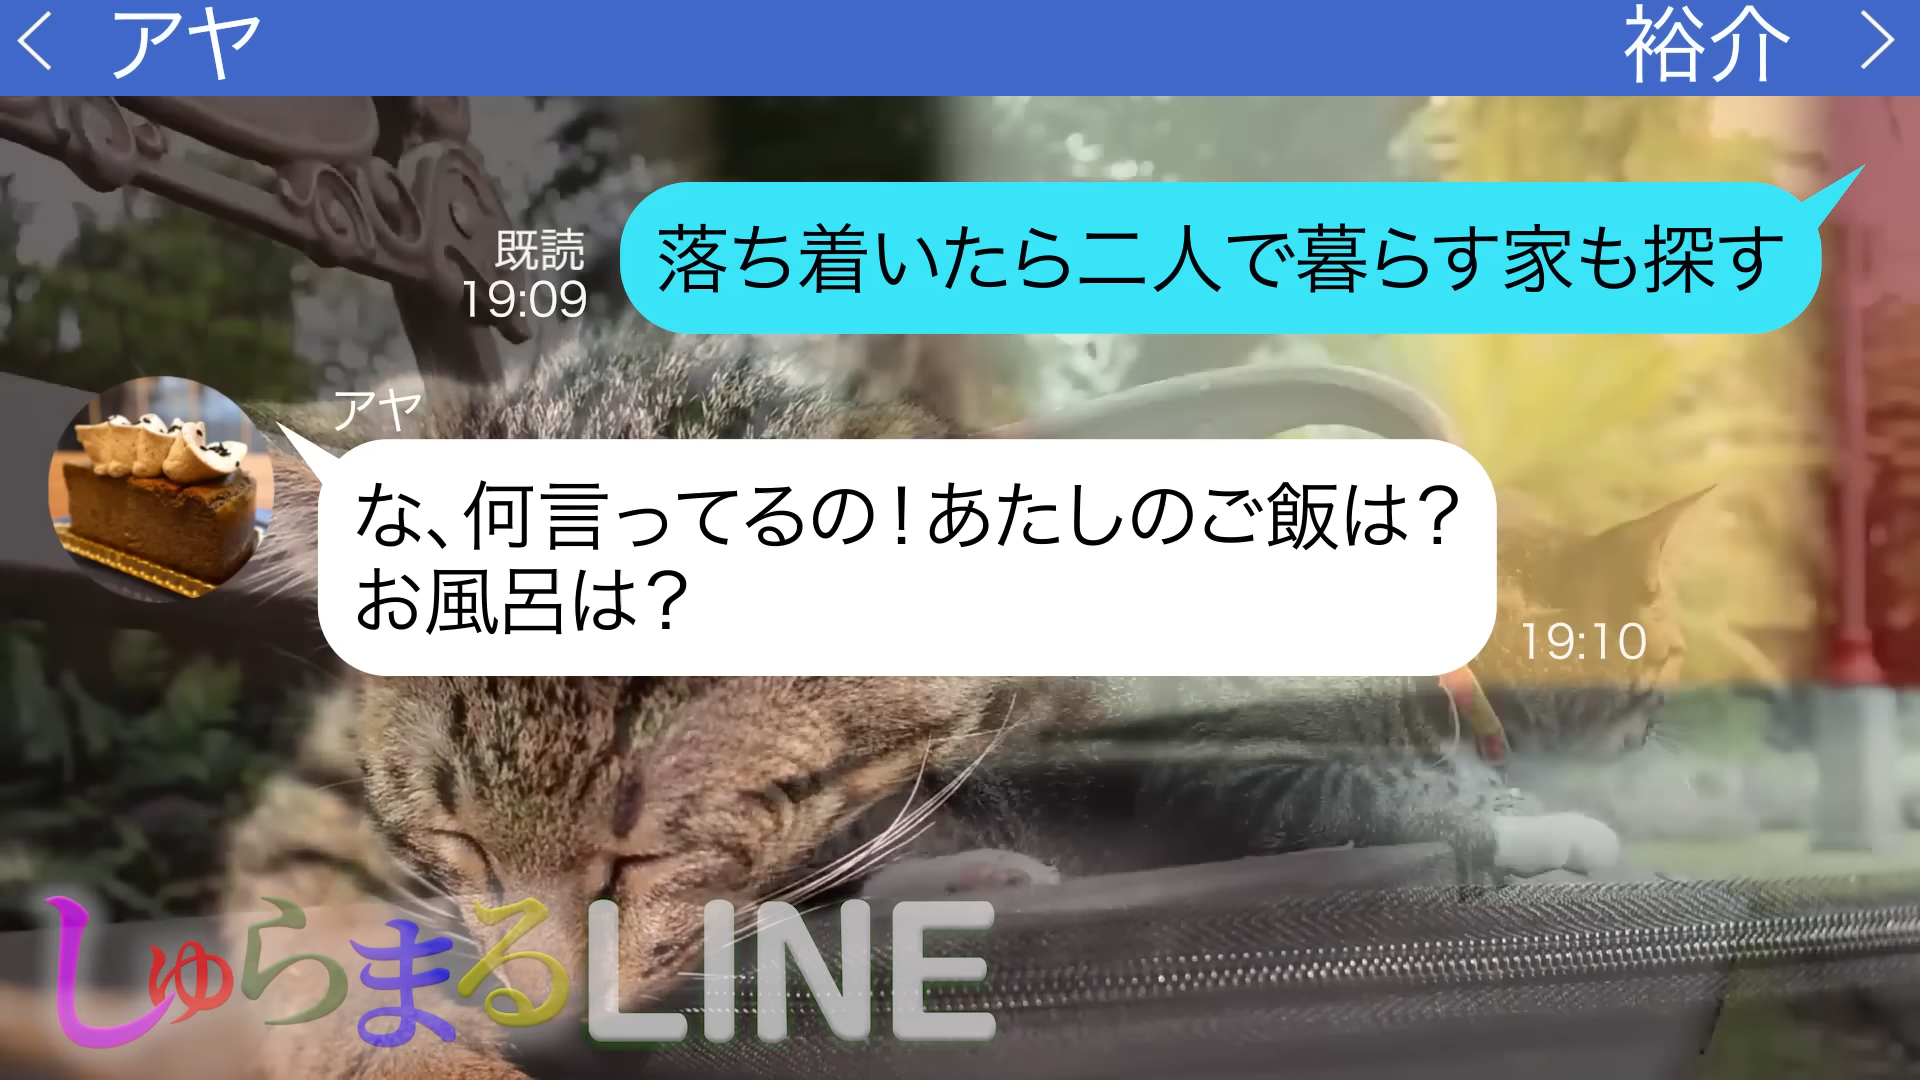 アヤ
裕介
落ち着いたら二人で暮らす家も探す
既読
19:09
アヤ
な、何言ってるの！あたしのご飯は？
お風呂は？
19:10
しゅらまるLINE